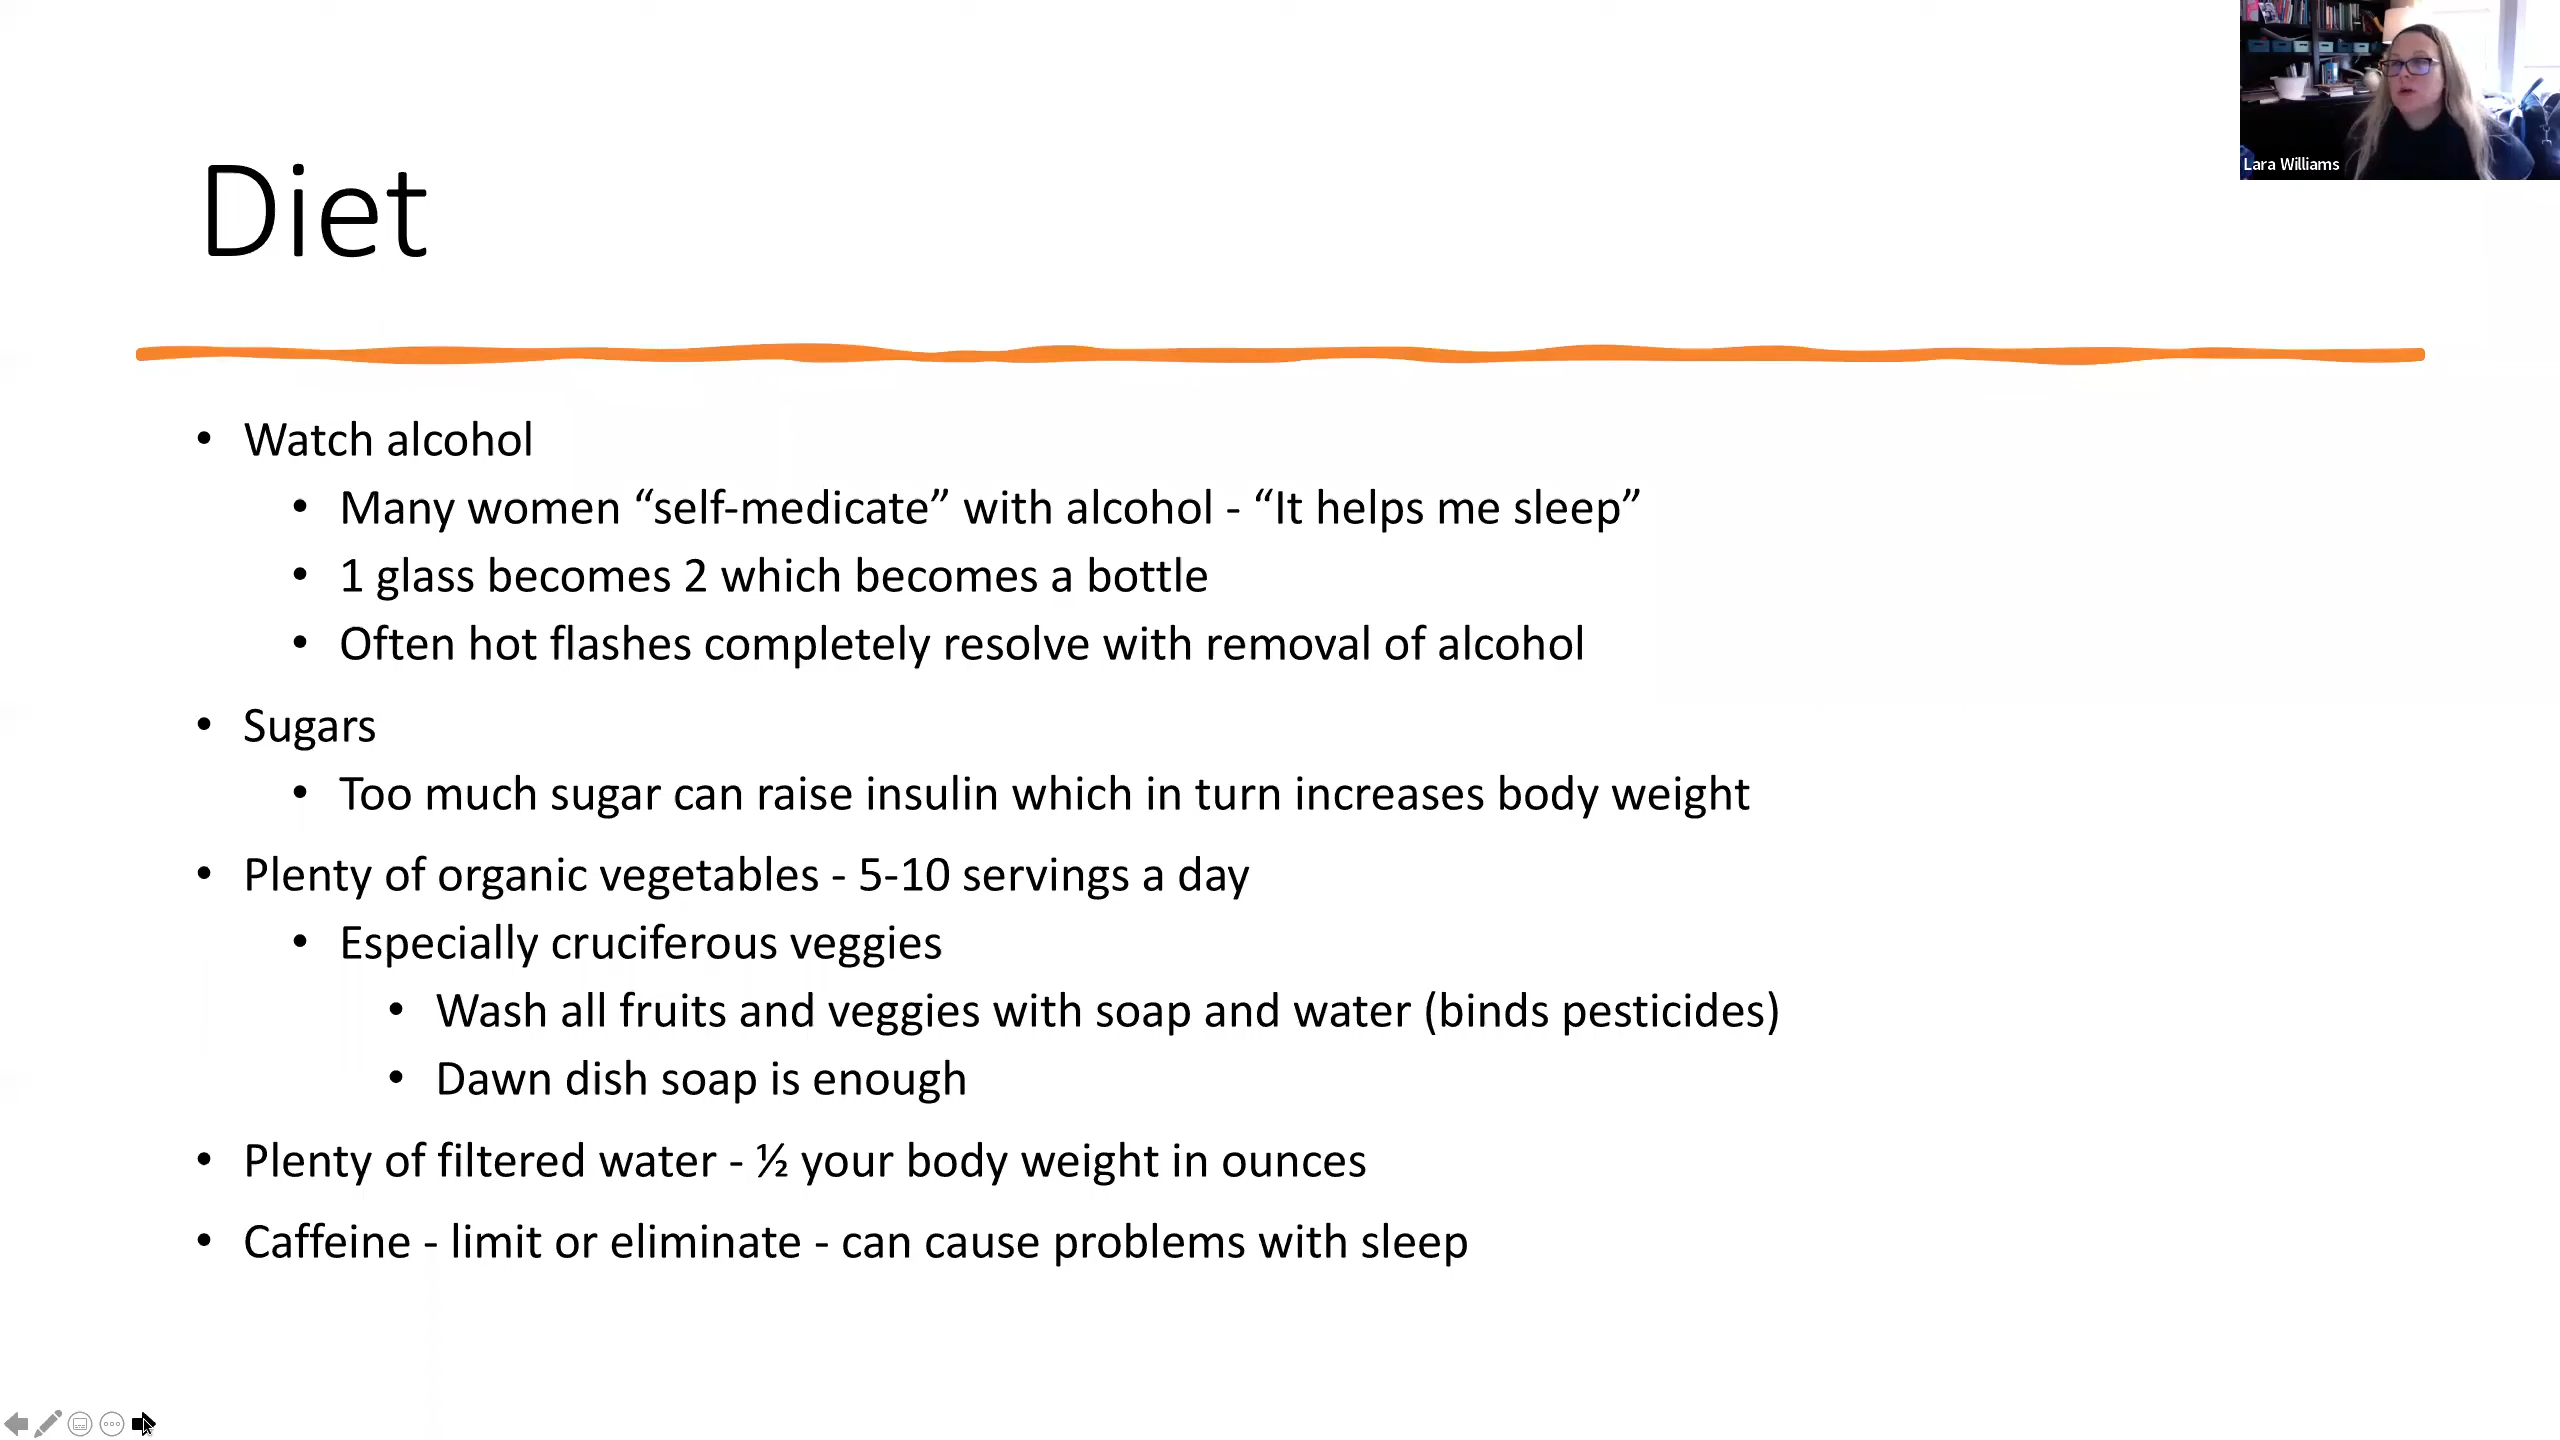 Lara Williams
Diet
• Watch alcohol
• Many women “self-medicate” with alcohol - “It helps me sleep”
• 1 glass becomes 2 which becomes a bottle
• Often hot flashes completely resolve with removal of alcohol
• Sugars
• Too much sugar can raise insulin which in turn increases body weight
• Plenty of organic vegetables - 5-10 servings a day
• Especially cruciferous veggies
• Wash all fruits and veggies with soap and water (binds pesticides)
• Dawn dish soap is enough
• Plenty of filtered water - ½ your body weight in ounces
• Caffeine - limit or eliminate - can cause problems with sleep